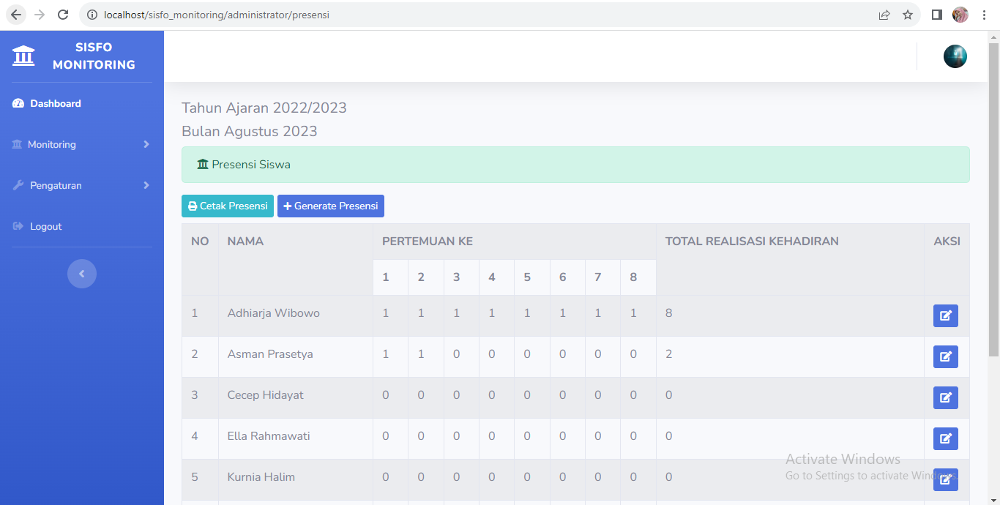 localhost/sisfo_monitoring/administrator/presensi
SISFO
MONITORING
Dashboard
Monitoring
Pengaturan
Logout
Tahun Ajaran 2022/2023
Bulan Agustus 2023
Presensi Siswa
Cetak Presensi Generate Presensi
NO NAMA PERTEMUAN KE TOTAL REALISASI KEHADIRAN AKSI
1 2 3 4 5 6 7 8
1 Adhiarja Wibowo 1 1 1 1 1 1 1 1 8
2 Asman Prasetya 1 1 0 0 0 0 0 0 2
3 Cecep Hidayat 0 0 0 0 0 0 0 0 0
4 Ella Rahmawati 0 0 0 0 0 0 0 0 0
5 Kurnia Halim 0 0 0 0 0 0 0 0 0
Activate Windows
Go to Settings to activate Windows.